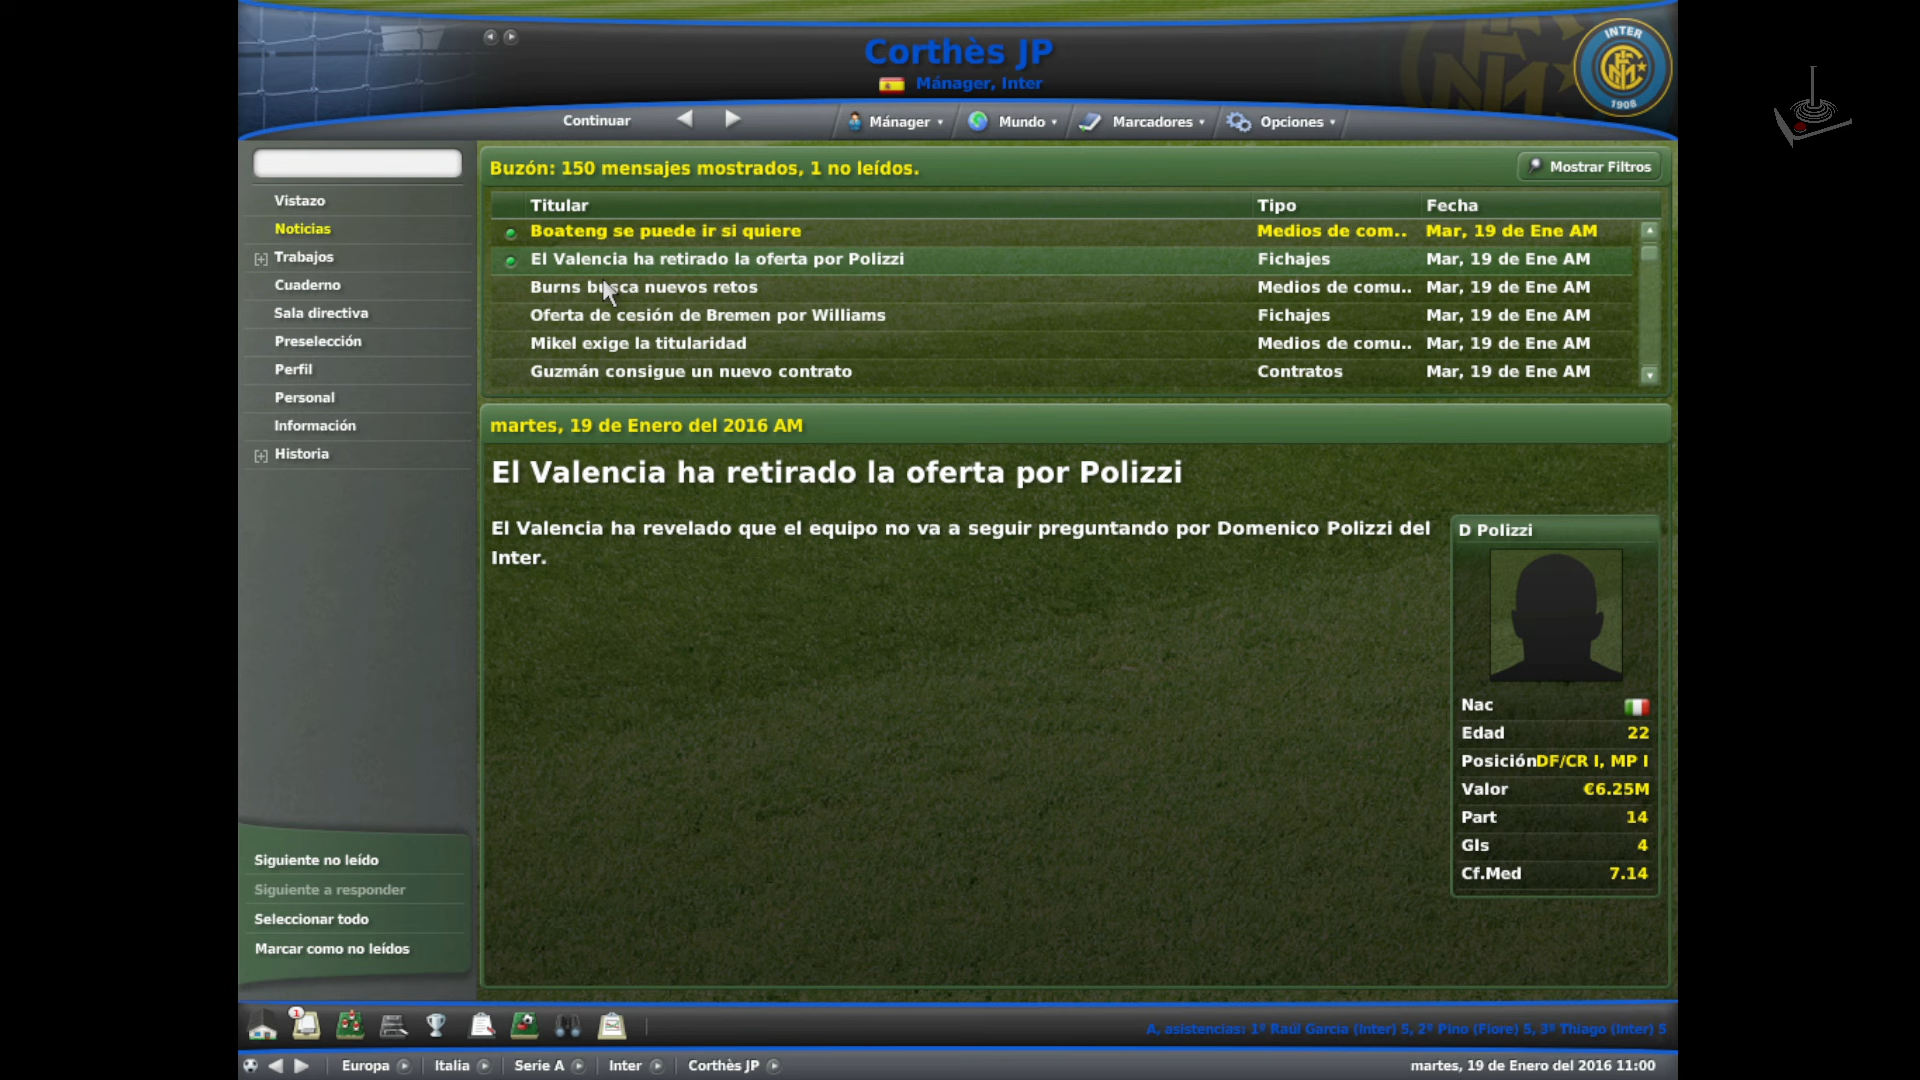 Corthès JP
Mánager, Inter
INTER
1908
Continuar
Mánager
Mundo
Marcadores
Opciones
Vistazo
Noticias
[+] Trabajos
Cuaderno
Sala directiva
Preselección
Perfil
Personal
Información
[+] Historia
Buzón: 150 mensajes mostrados, 1 no leídos.
Mostrar Filtros
Titular Tipo Fecha
Boateng se puede ir si quiere Medios de com.. Mar, 19 de Ene AM
El Valencia ha retirado la oferta por Polizzi Fichajes Mar, 19 de Ene AM
Burns busca nuevos retos Medios de comu.. Mar, 19 de Ene AM
Oferta de cesión de Bremen por Williams Fichajes Mar, 19 de Ene AM
Mikel exige la titularidad Medios de comu.. Mar, 19 de Ene AM
Guzmán consigue un nuevo contrato Contratos Mar, 19 de Ene AM
martes, 19 de Enero del 2016 AM
El Valencia ha retirado la oferta por Polizzi
El Valencia ha revelado que el equipo no va a seguir preguntando por Domenico Polizzi del
Inter.
D Polizzi
Nac
Edad 22
Posición DF/CR I, MP I
Valor €6.25M
Part 14
Gls 4
Cf.Med 7.14
Siguiente no leído
Siguiente a responder
Seleccionar todo
Marcar como no leídos
1
A, asistencias: 1º Raúl García (Inter) 5, 2º Pino (Fiore) 5, 3º Thiago (Inter) 5
Europa
Italia
Serie A
Inter
Corthès JP
martes, 19 de Enero del 2016 11:00